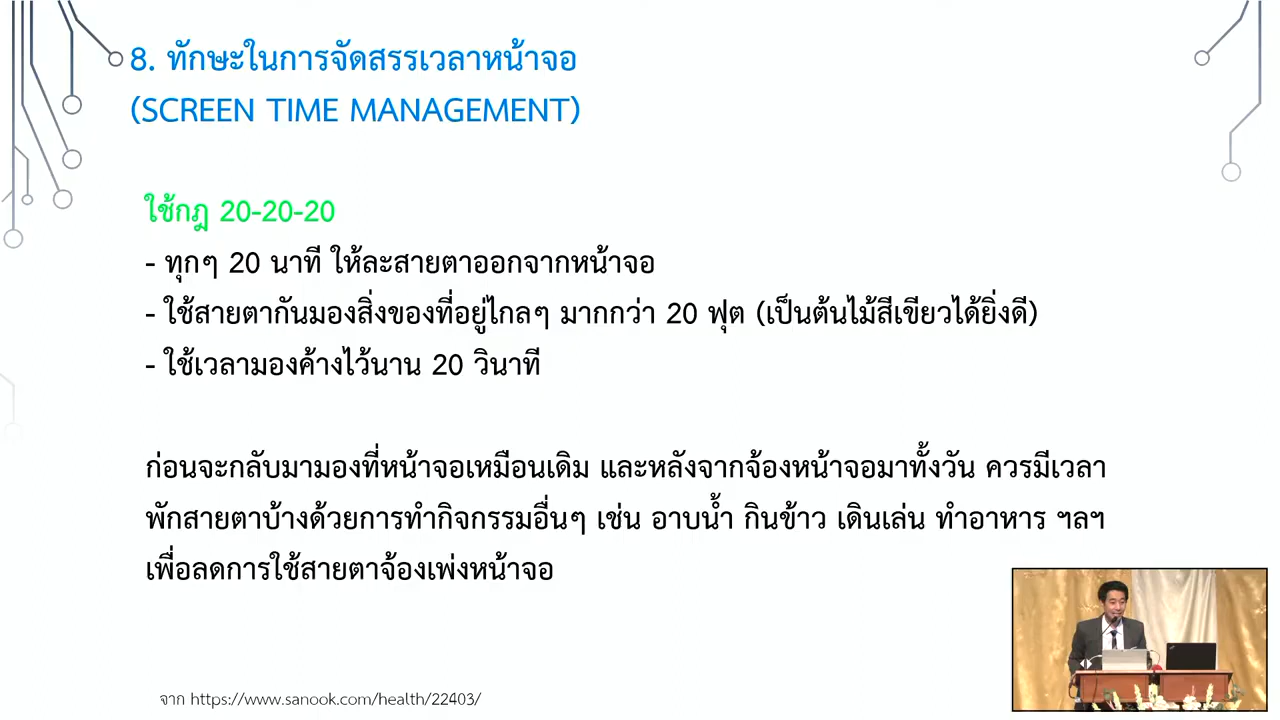 8. ทักษะในการจัดสรรเวลาหน้าจอ
(SCREEN TIME MANAGEMENT)
ใช้กฎ 20-20-20
- ทุกๆ 20 นาที ให้ละสายตาออกจากหน้าจอ
- ใช้สายตากันมองสิ่งของที่อยู่ไกลๆ มากกว่า 20 ฟุต (เป็นต้นไม้สีเขียวได้ยิ่งดี)
- ใช้เวลามองค้างไว้นาน 20 วินาที
ก่อนจะกลับมามองที่หน้าจอเหมือนเดิม และหลังจากจ้องหน้าจอมาทั้งวัน ควรมีเวลา
พักสายตาบ้างด้วยการทำกิจกรรมอื่นๆ เช่น อาบน้ำ กินข้าว เดินเล่น ทำอาหาร ฯลฯ
เพื่อลดการใช้สายตาจ้องเพ่งหน้าจอ
จาก https://www.sanook.com/health/22403/